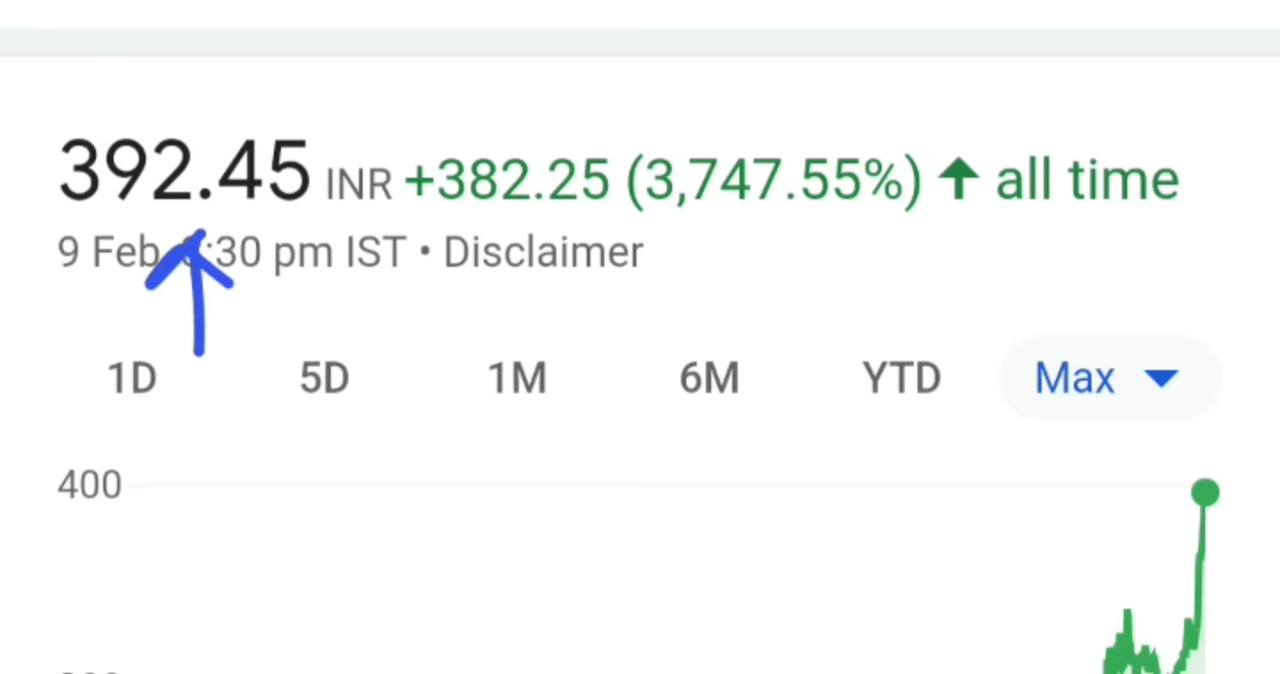 392.45 INR +382.25 (3,747.55%) ↑ all time
9 Feb :30 pm IST • Disclaimer
1D 5D 1M 6M YTD Max
400